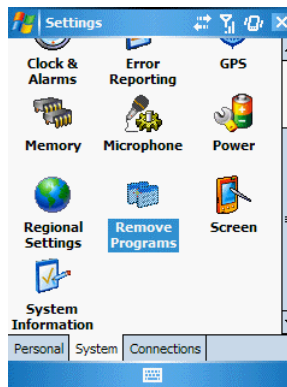 Settings
Clock & Error GPS
Alarms Reporting
Memory Microphone Power
Regional Remove Screen
Settings Programs
System
Information
Personal System Connections